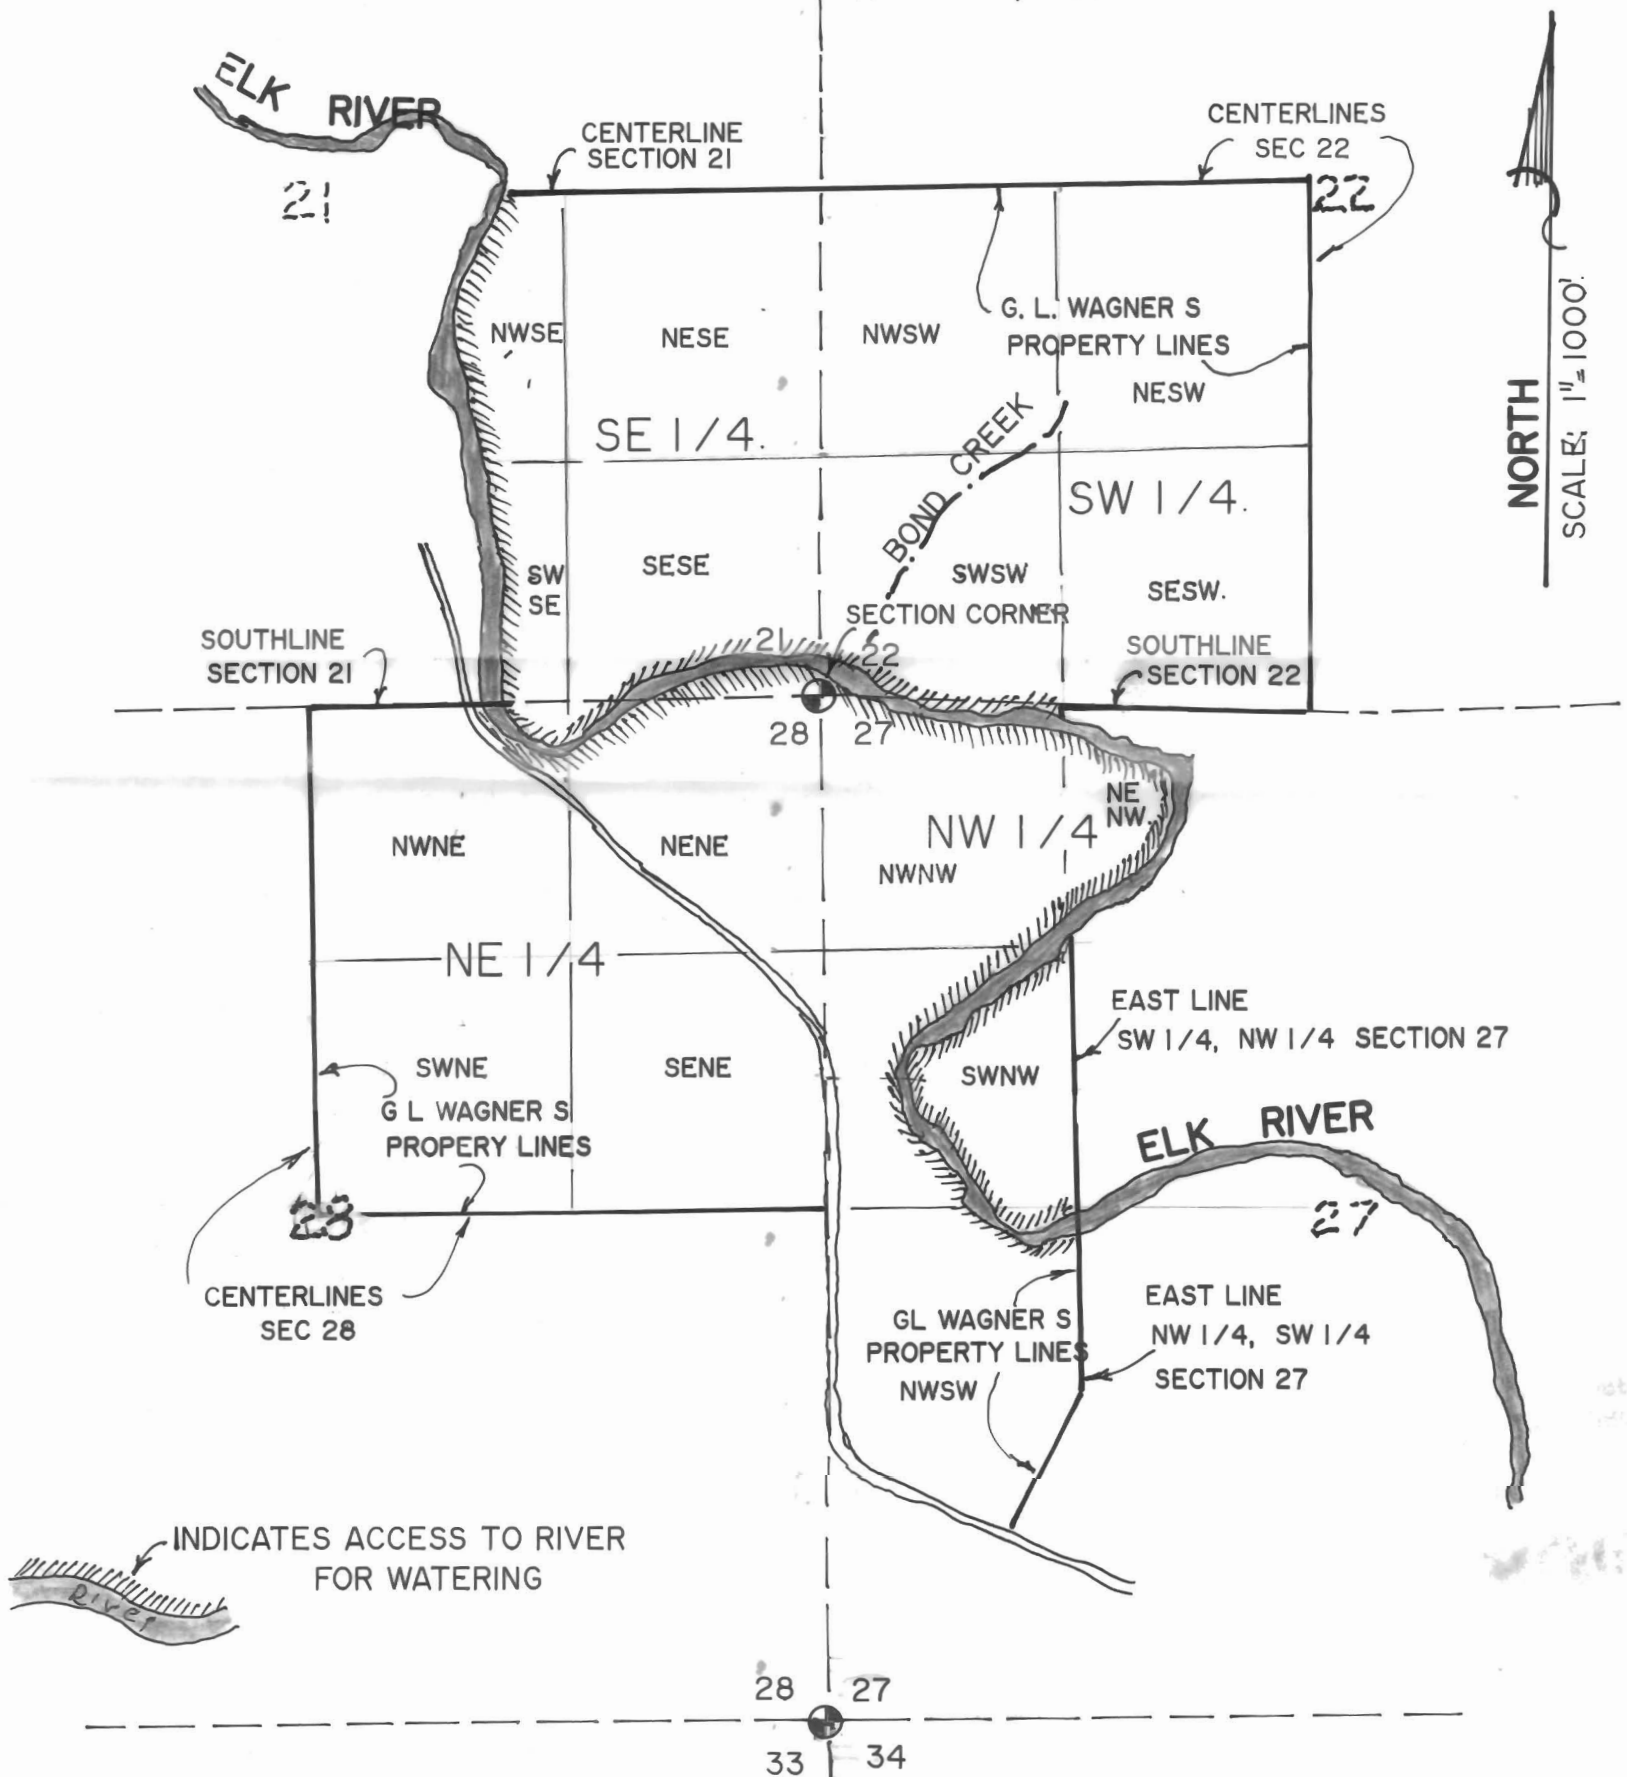 ELK RIVER
21
CENTERLINE
SECTION 21
CENTERLINES
SEC 22
22
NORTH
SCALE: 1"=1000'
NWSE
NESE
NWSW
G. L. WAGNER S
PROPERTY LINES
NESW
SE 1/4.
BOND CREEK
SW 1/4.
SW
SE
SESE
SWSW
SESW.
SECTION CORNER
SOUTHLINE
SECTION 21
21
22
SOUTHLINE
SECTION 22
28
27
NWNE
NENE
NW 1/4
NE
NW.
NWNW
NE 1/4
EAST LINE
SW 1/4, NW 1/4 SECTION 27
SWNE
SENE
SWNW
G L WAGNER S
PROPERY LINES
ELK RIVER
28
27
CENTERLINES
SEC 28
GL WAGNER S
PROPERTY LINES
NWSW
EAST LINE
NW 1/4, SW 1/4
SECTION 27
INDICATES ACCESS TO RIVER
FOR WATERING
River
28
27
33
34